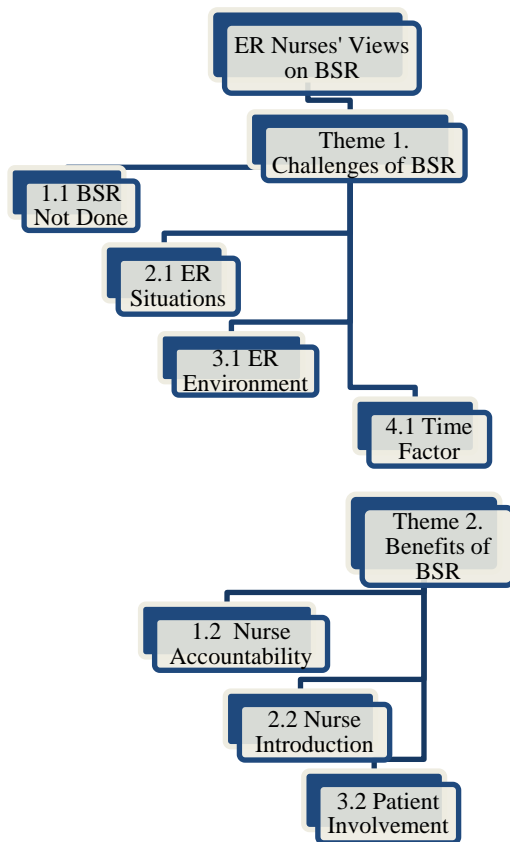 ER Nurses' Views
on BSR
Theme 1.
Challenges of BSR
1.1 BSR
Not Done
2.1 ER
Situations
3.1 ER
Environment
4.1 Time
Factor
Theme 2.
Benefits of
BSR
1.2 Nurse
Accountability
2.2 Nurse
Introduction
3.2 Patient
Involvement